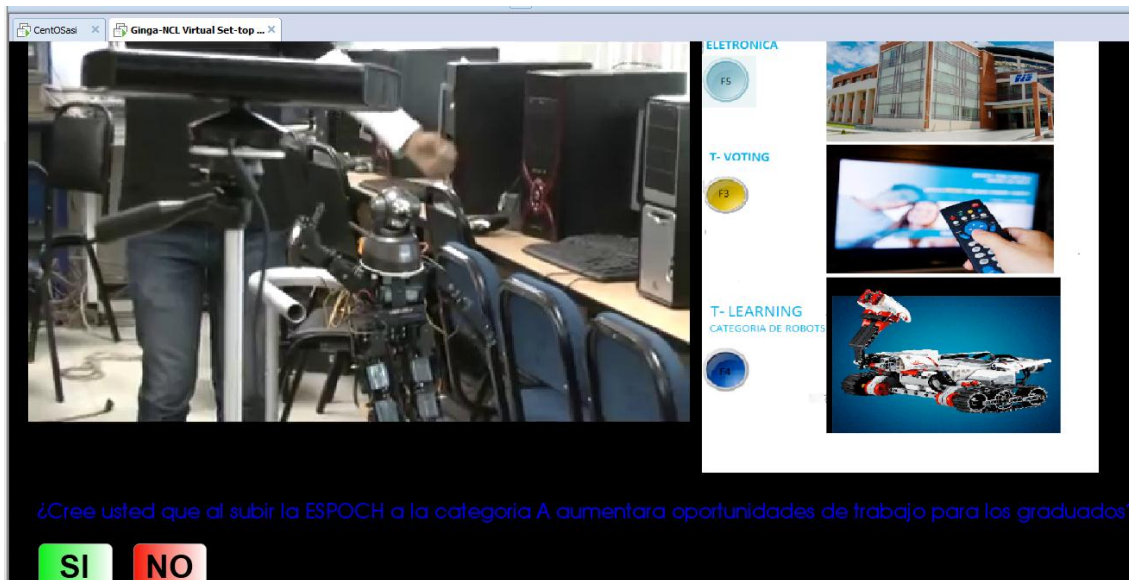 CentOSasi
Ginga-NCL Virtual Set-top ...
ELETRONICA
F5
T- VOTING
F3
T- LEARNING
CATEGORIA DE ROBOTS
F4
¿Cree usted que al subir la ESPOCH a la categoria A aumentara oportunidades de trabajo para los graduados?
SI NO